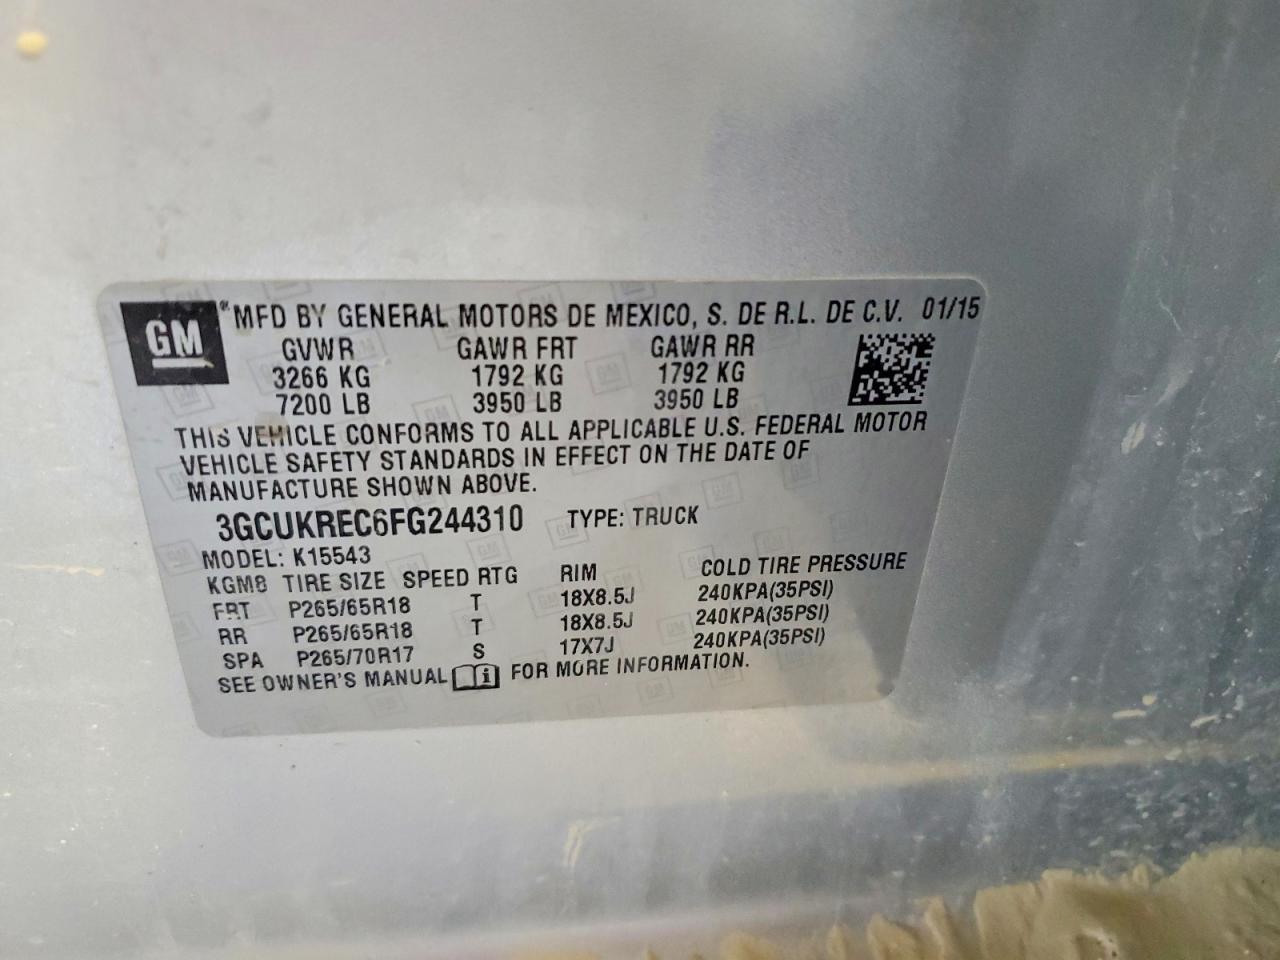 GM MFD BY GENERAL MOTORS DE MEXICO, S. DE R.L. DE C.V. 01/15
GVWR GAWR FRT GAWR RR
3266 KG 1792 KG 1792 KG
7200 LB 3950 LB 3950 LB
THIS VEHICLE CONFORMS TO ALL APPLICABLE U.S. FEDERAL MOTOR
VEHICLE SAFETY STANDARDS IN EFFECT ON THE DATE OF
MANUFACTURE SHOWN ABOVE.
3GCUKREC6FG244310 TYPE: TRUCK
MODEL: K15543
KGM8 TIRE SIZE SPEED RTG RIM COLD TIRE PRESSURE
FRT P265/65R18 T 18X8.5J 240KPA(35PSI)
RR P265/65R18 T 18X8.5J 240KPA(35PSI)
SPA P265/70R17 S 17X7J 240KPA(35PSI)
SEE OWNER'S MANUAL i FOR MORE INFORMATION.